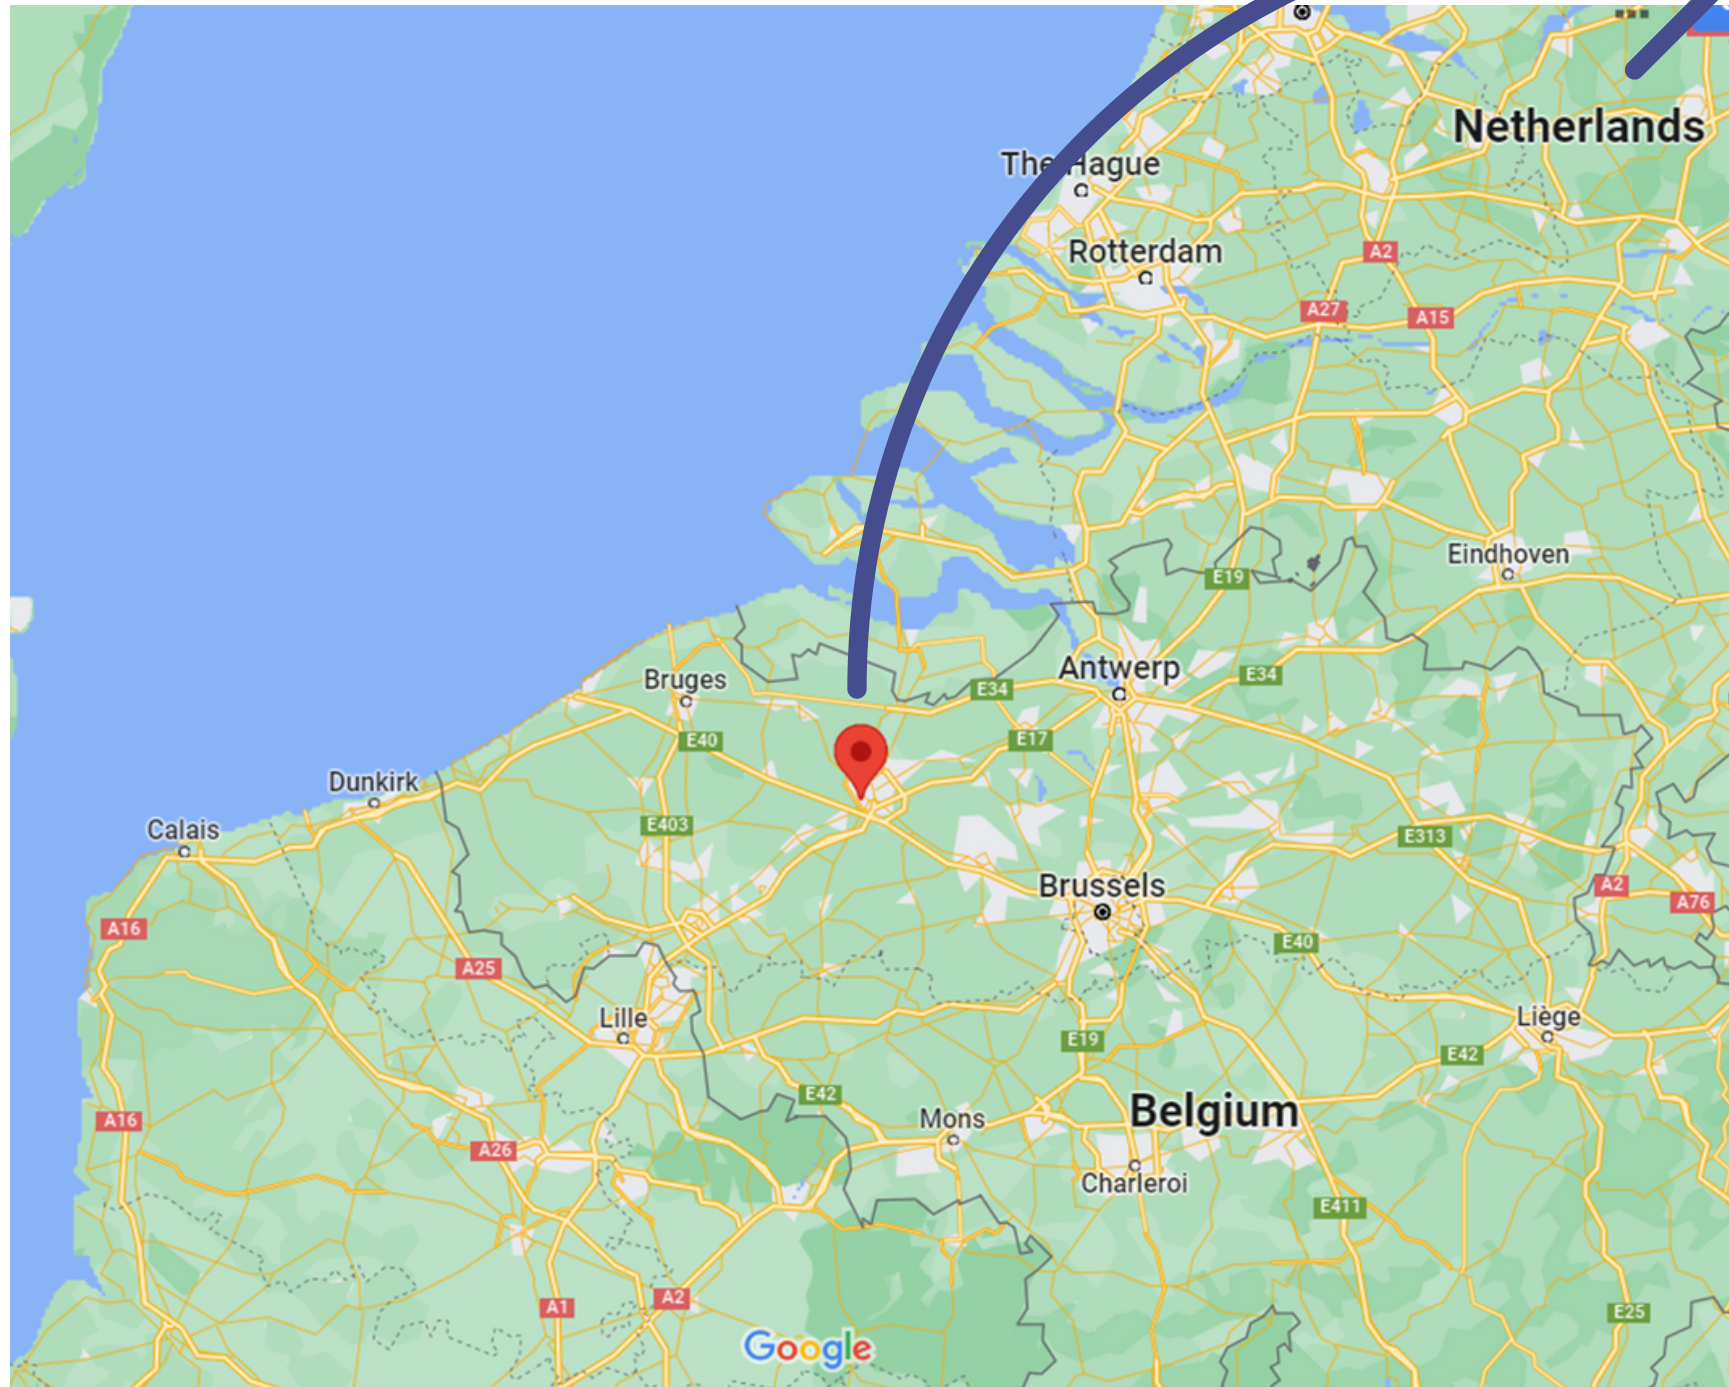 Netherlands
The Hague
Rotterdam
A2
A27
A15
Eindhoven
E19
Antwerp
E34
E34
Bruges
E40
E17
Dunkirk
Calais
E403
E313
Brussels
A2
A76
A16
E40
A25
Lille
Liège
E19
E42
E42
Belgium
Mons
A16
A26
Charleroi
E411
A1
A2
E25
Google